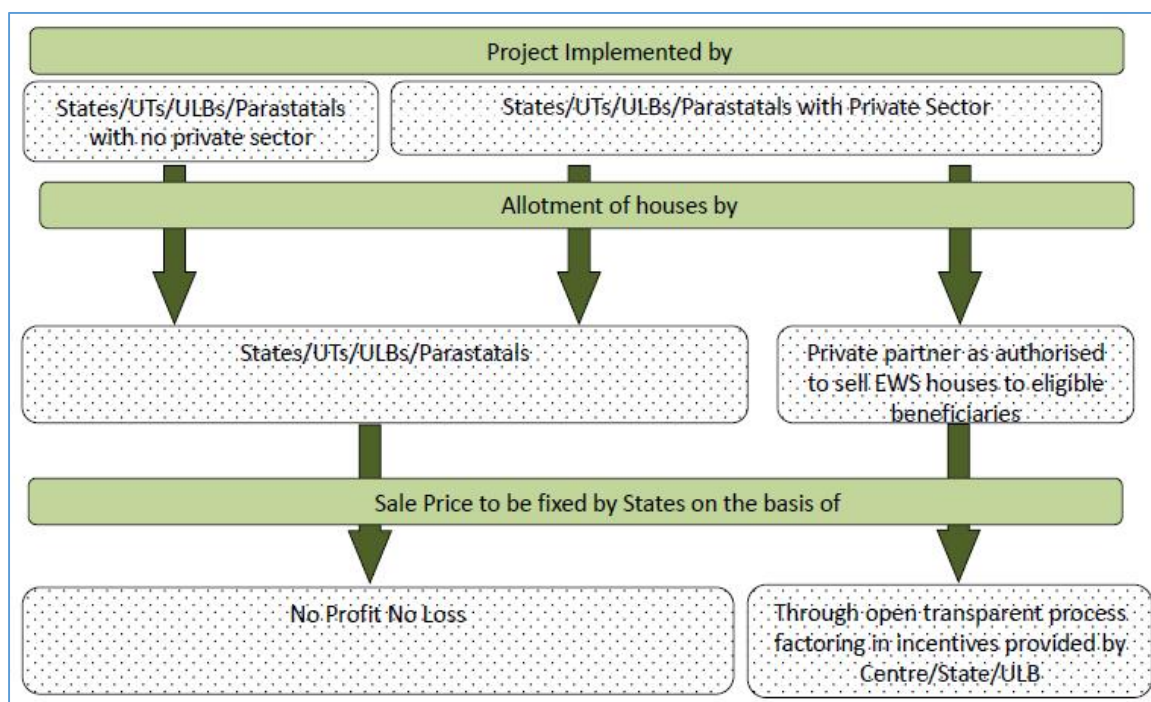 Project Implemented by
States/UTs/ULBs/Parastatals
with no private sector
States/UTs/ULBs/Parastatals with Private Sector
Allotment of houses by
States/UTs/ULBs/Parastatals
Private partner as authorised
to sell EWS houses to eligible
beneficiaries
Sale Price to be fixed by States on the basis of
No Profit No Loss
Through open transparent process
factoring in incentives provided by
Centre/State/ULB